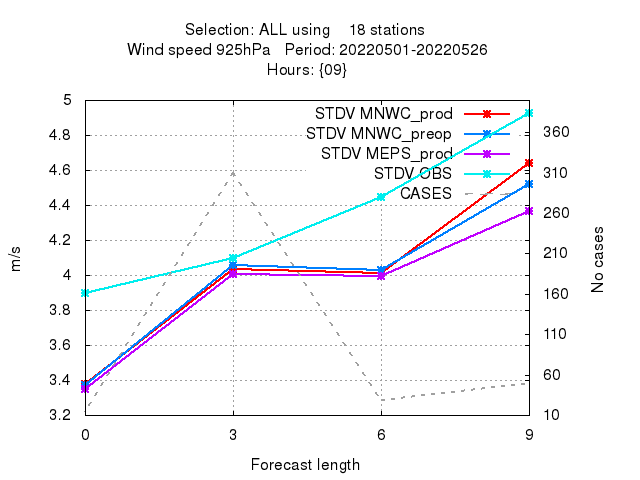 Selection: ALL using    18 stations
Wind speed 925hPa   Period: 20220501-20220526
Hours: {09}
STDV MNWC_prod
STDV MNWC_preop
STDV MEPS_prod
STDV OBS
CASES
5
4.8
4.6
4.4
4.2
4
3.8
3.6
3.4
3.2
m/s
360
310
260
210
160
110
60
10
No cases
0 3 6 9
Forecast length